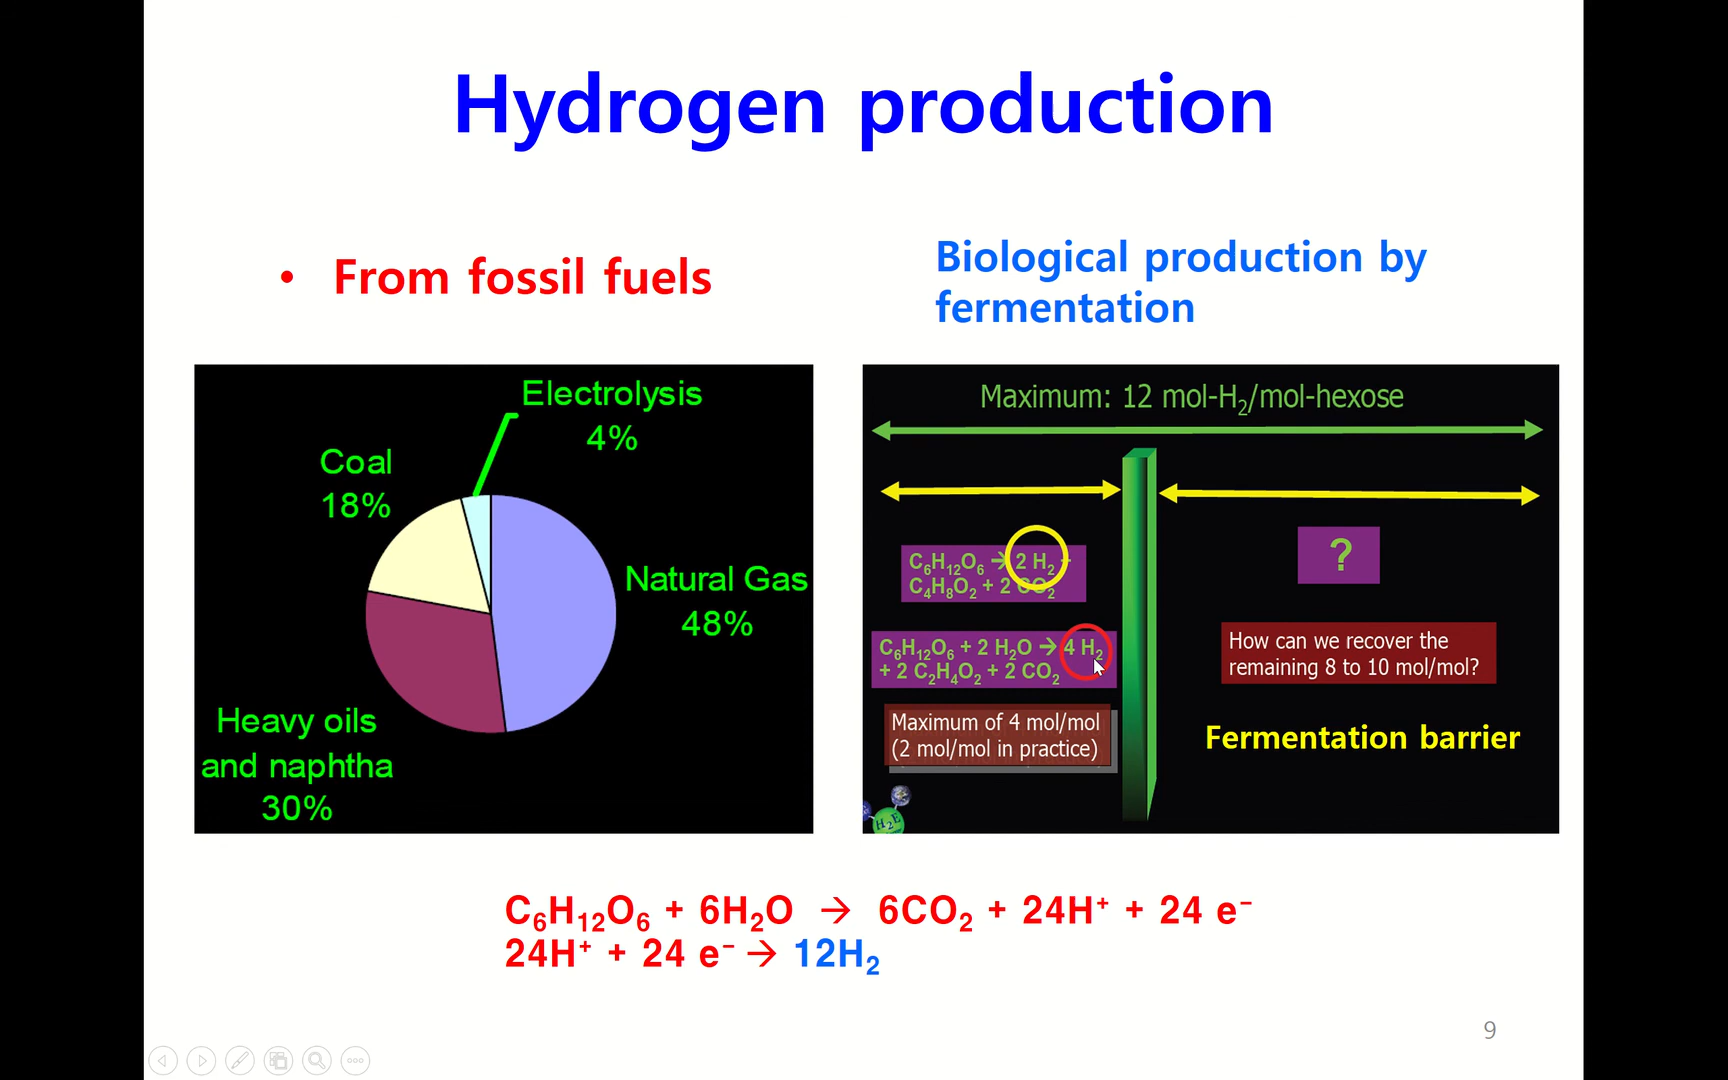 Hydrogen production
• From fossil fuels
Biological production by
fermentation
Electrolysis
4%
Coal
18%
Natural Gas
48%
Heavy oils
and naphtha
30%
Maximum: 12 mol-H₂/mol-hexose
C₆H₁₂O₆ → 2 H₂ +
C₄H₈O₂ + 2 CO₂
C₆H₁₂O₆ + 2 H₂O → 4 H₂
+ 2 C₂H₄O₂ + 2 CO₂
Maximum of 4 mol/mol
(2 mol/mol in practice)
?
How can we recover the
remaining 8 to 10 mol/mol?
Fermentation barrier
H₂E
C₆H₁₂O₆ + 6H₂O → 6CO₂ + 24H⁺ + 24 e⁻
24H⁺ + 24 e⁻ → 12H₂
9